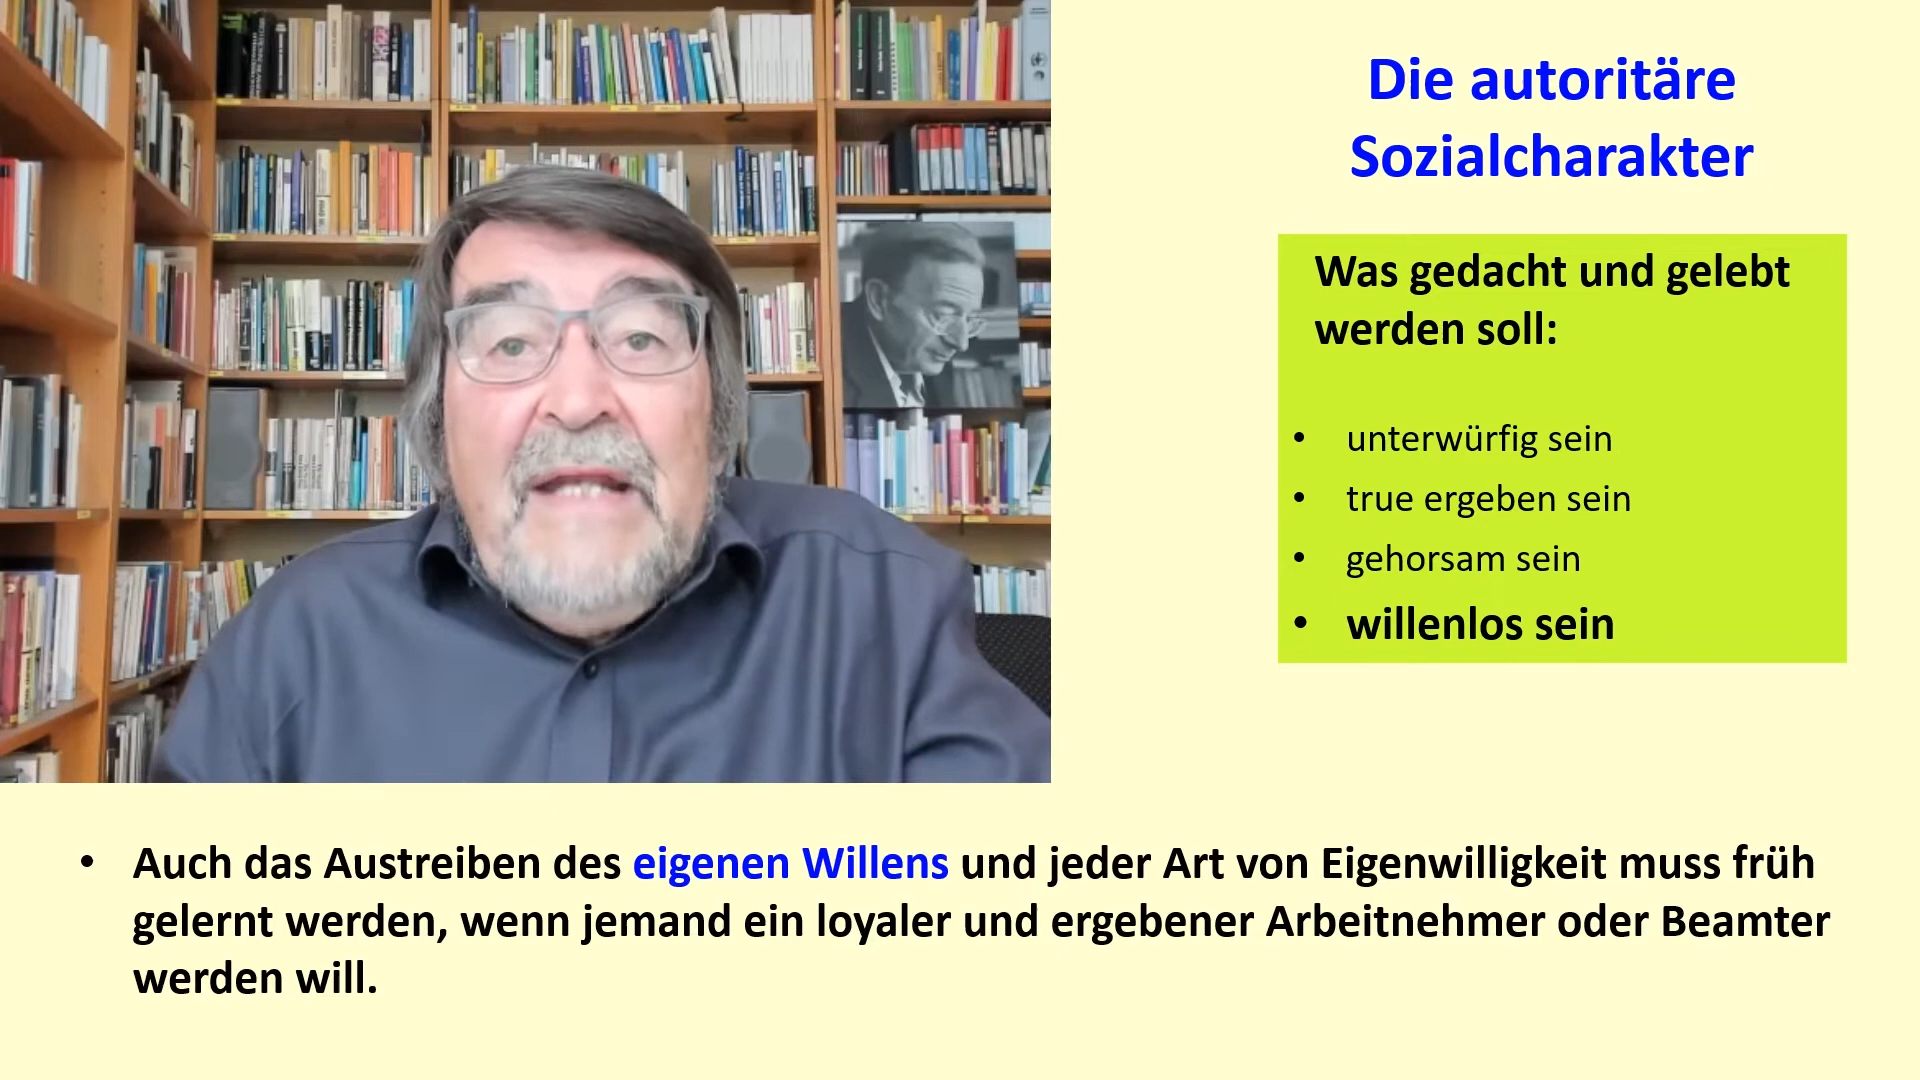 Die autoritäre
Sozialcharakter
Was gedacht und gelebt
werden soll:
• unterwürfig sein
• true ergeben sein
• gehorsam sein
• willenlos sein
• Auch das Austreiben des eigenen Willens und jeder Art von Eigenwilligkeit muss früh
gelernt werden, wenn jemand ein loyaler und ergebener Arbeitnehmer oder Beamter
werden will.